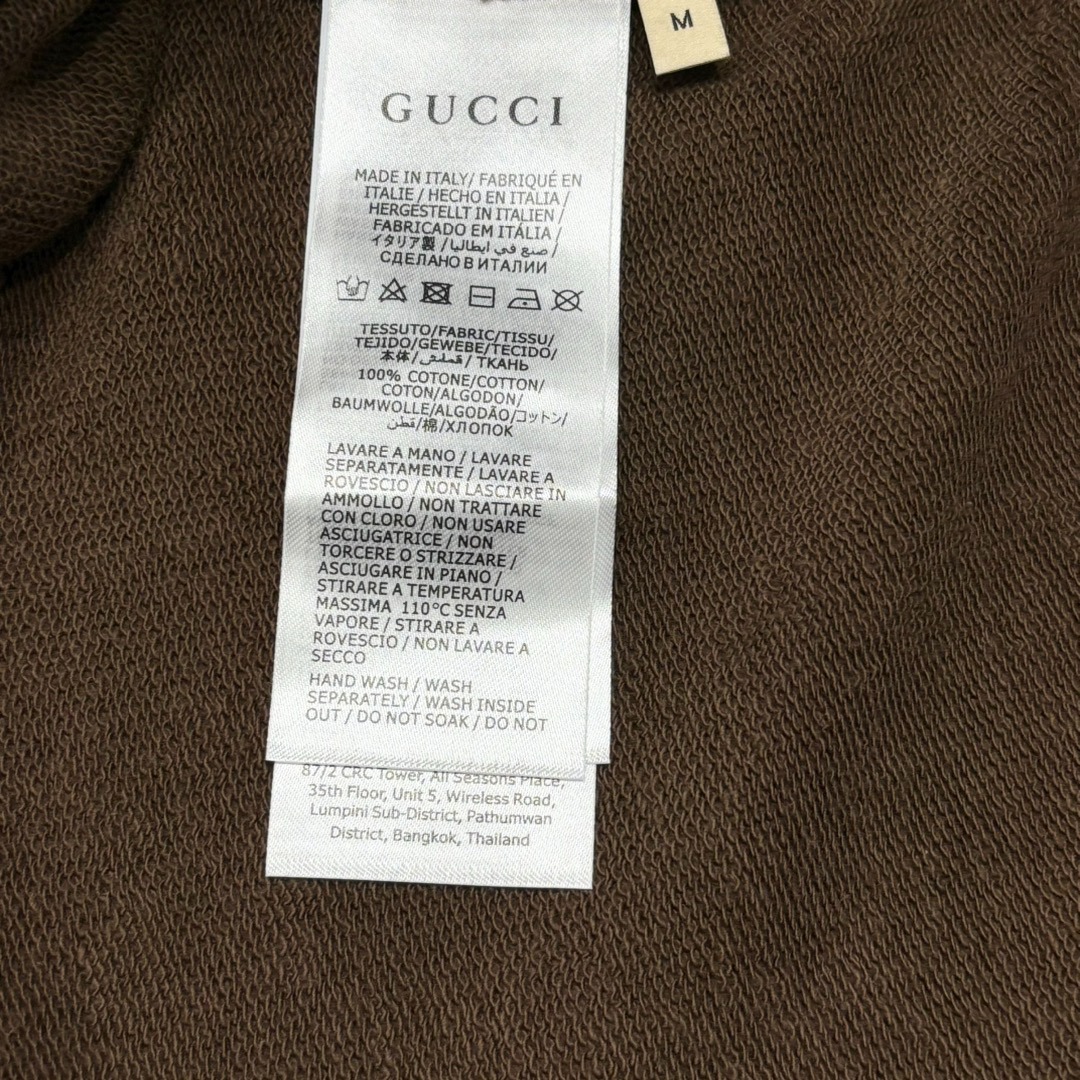 M
GUCCI
MADE IN ITALY/ FABRIQUÉ EN
ITALIE / HECHO EN ITALIA /
HERGESTELLT IN ITALIEN /
FABRICADO EM ITÁLIA /
イタリア製 / صنع في ايطاليا /
СДЕЛАНО В ИТАЛИИ
TESSUTO/FABRIC/TISSU/
TEJIDO/GEWEBE/TECIDO/
本体/قملش/ ТКАНЬ
100% COTONE/COTTON/
COTON/ALGODON/
BAUMWOLLE/ALGODÃO/コットン/
قطن/棉/ХЛОПОК
LAVARE A MANO / LAVARE
SEPARATAMENTE / LAVARE A
ROVESCIO / NON LASCIARE IN
AMMOLLO / NON TRATTARE
CON CLORO / NON USARE
ASCIUGATRICE / NON
TORCERE O STRIZZARE /
ASCIUGARE IN PIANO /
STIRARE A TEMPERATURA
MASSIMA 110°C SENZA
VAPORE / STIRARE A
ROVESCIO / NON LAVARE A
SECCO
HAND WASH / WASH
SEPARATELY / WASH INSIDE
OUT / DO NOT SOAK / DO NOT
87/2 CRC Tower, All Seasons Place,
35th Floor, Unit 5, Wireless Road,
Lumpini Sub-District, Pathumwan
District, Bangkok, Thailand